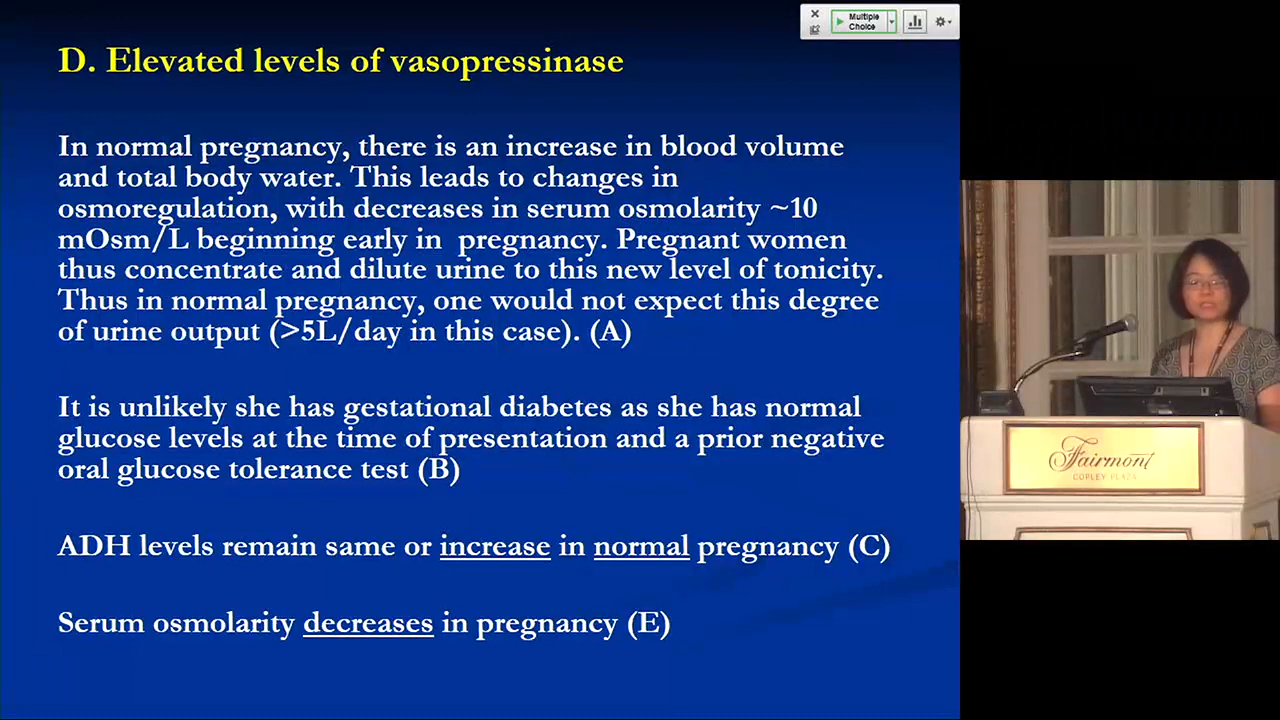 Multiple
Choice
D. Elevated levels of vasopressinase
In normal pregnancy, there is an increase in blood volume
and total body water. This leads to changes in
osmoregulation, with decreases in serum osmolarity ~10
mOsm/L beginning early in pregnancy. Pregnant women
thus concentrate and dilute urine to this new level of tonicity.
Thus in normal pregnancy, one would not expect this degree
of urine output (>5L/day in this case). (A)
It is unlikely she has gestational diabetes as she has normal
glucose levels at the time of presentation and a prior negative
oral glucose tolerance test (B)
ADH levels remain same or increase in normal pregnancy (C)
Serum osmolarity decreases in pregnancy (E)
Fairmont
COPLEY PLAZA